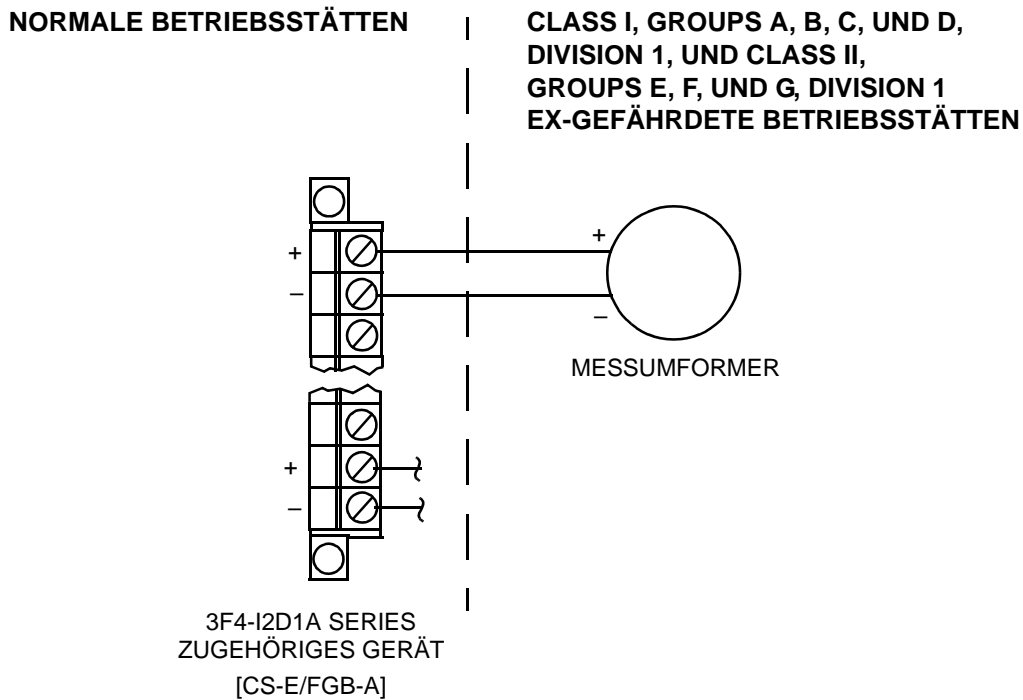 NORMALE BETRIEBSSTÄTTEN
CLASS I, GROUPS A, B, C, UND D,
DIVISION 1, UND CLASS II,
GROUPS E, F, UND G, DIVISION 1
EX-GEFÄHRDETE BETRIEBSSTÄTTEN
+
–
+
–
MESSUMFORMER
+
–
3F4-I2D1A SERIES
ZUGEHÖRIGES GERÄT
[CS-E/FGB-A]